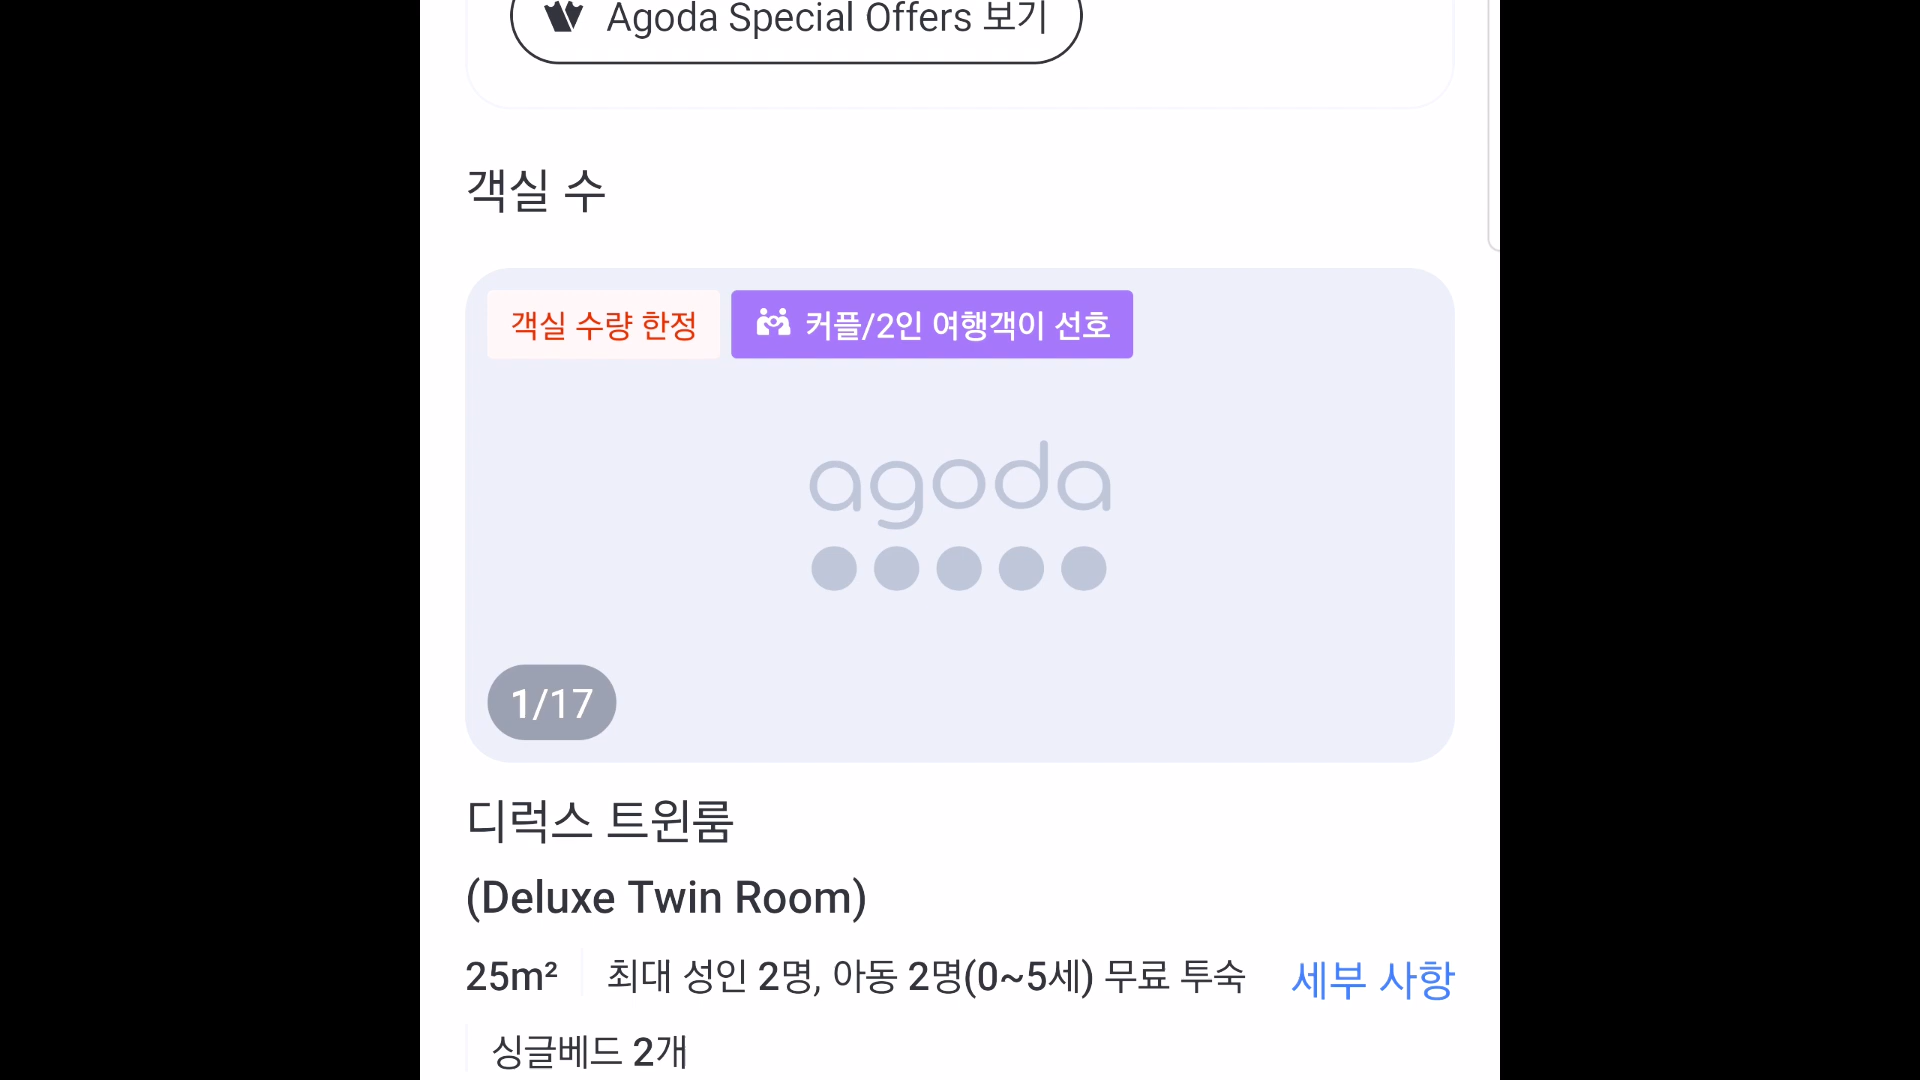 Agoda Special Offers 보기
객실 수
객실 수량 한정
커플/2인 여행객이 선호
agoda
1/17
디럭스 트윈룸
(Deluxe Twin Room)
25m² 최대 성인 2명, 아동 2명(0~5세) 무료 투숙 세부 사항
싱글베드 2개